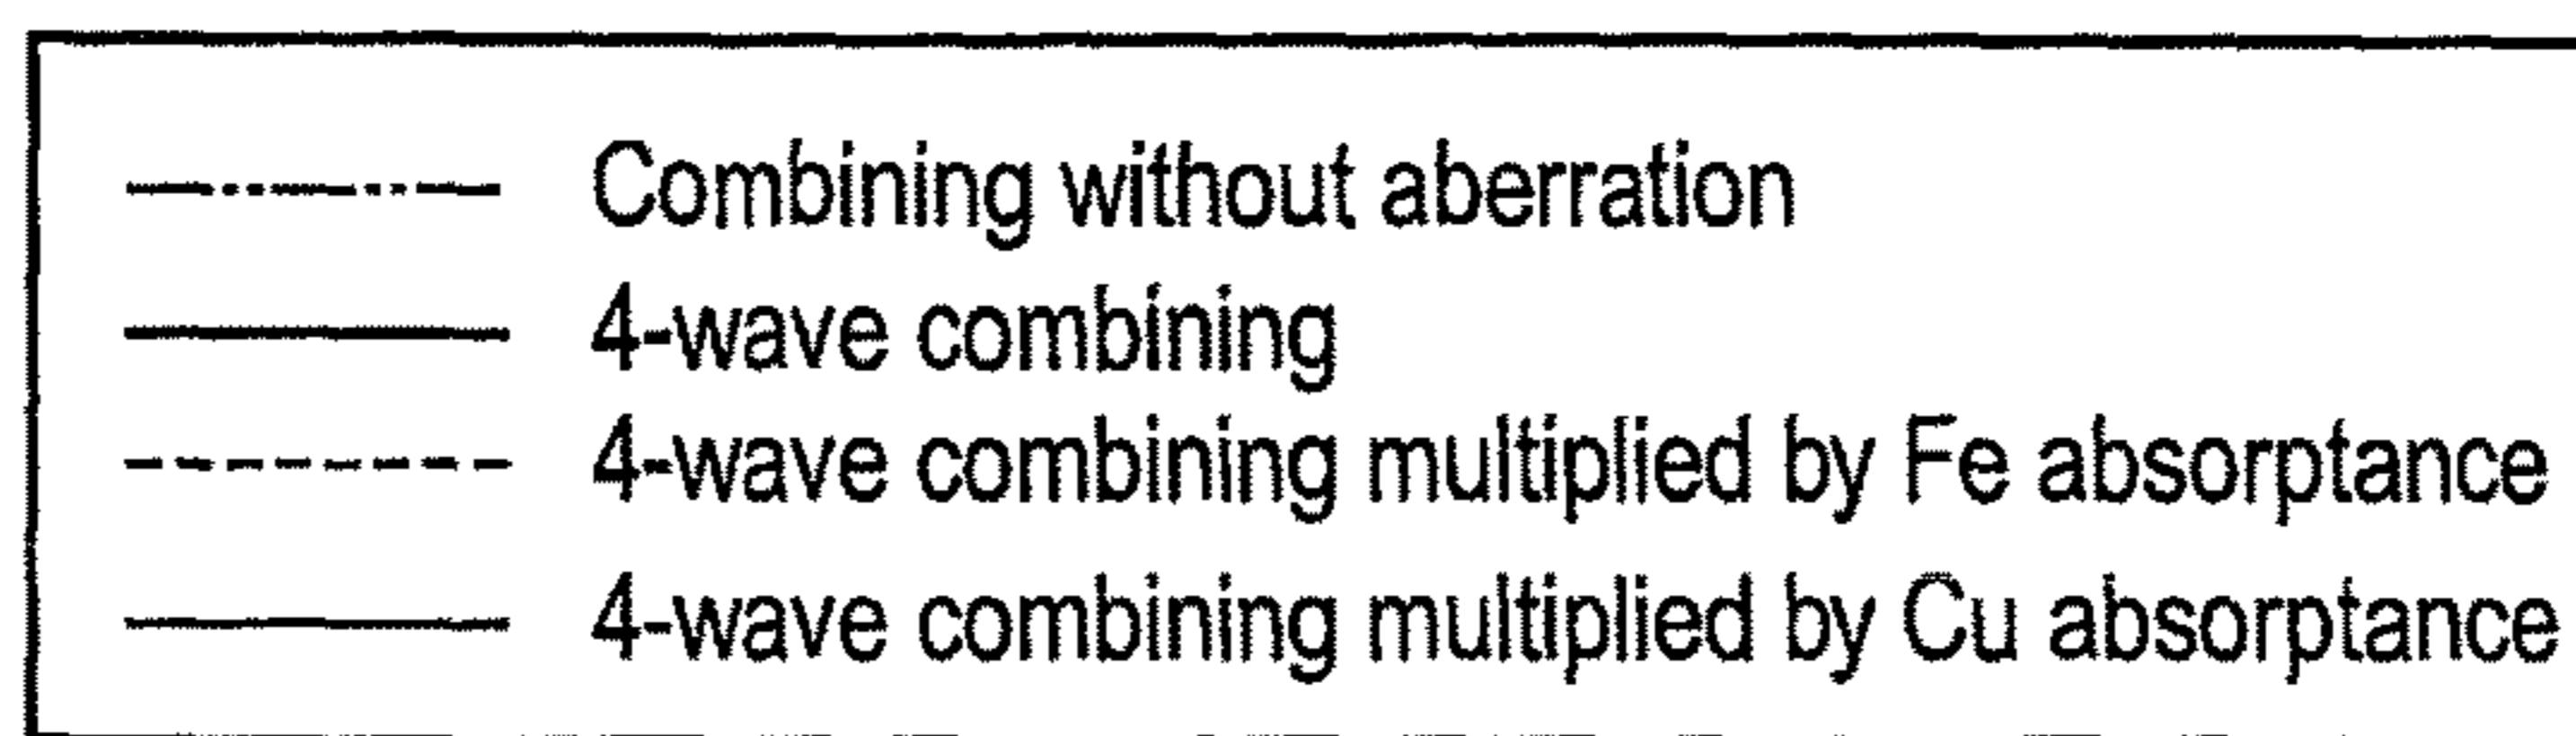 Combining without aberration
4-wave combining
4-wave combining multiplied by Fe absorptance
4-wave combining multiplied by Cu absorptance